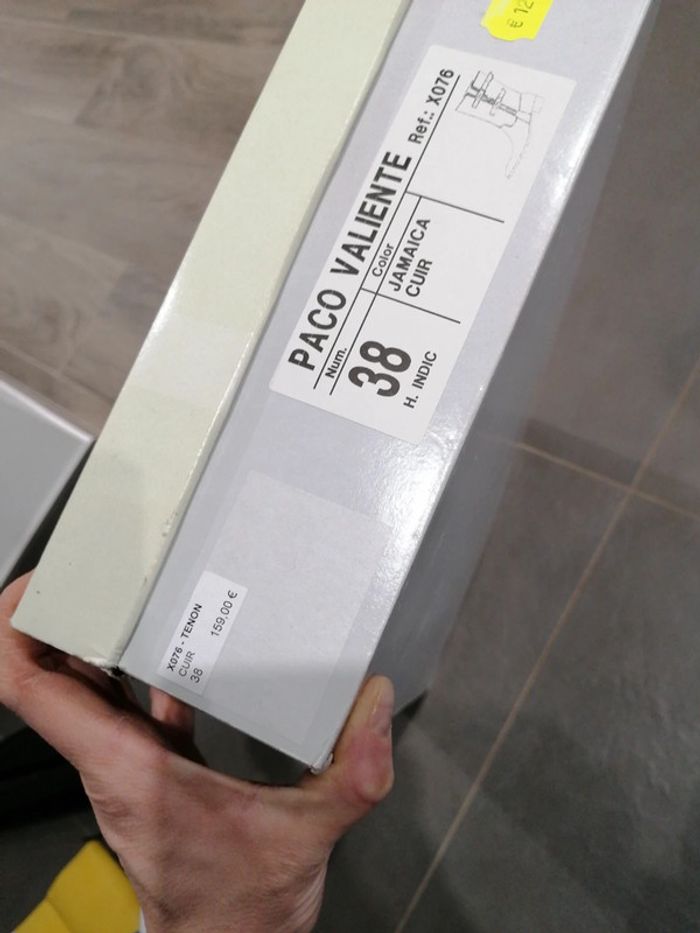 € 12
PACO VALIENTE Ref.: X076
Num. Color
38 JAMAICA
CUIR
H. INDIC
X076 - TENON
CUIR
38 159,00 €